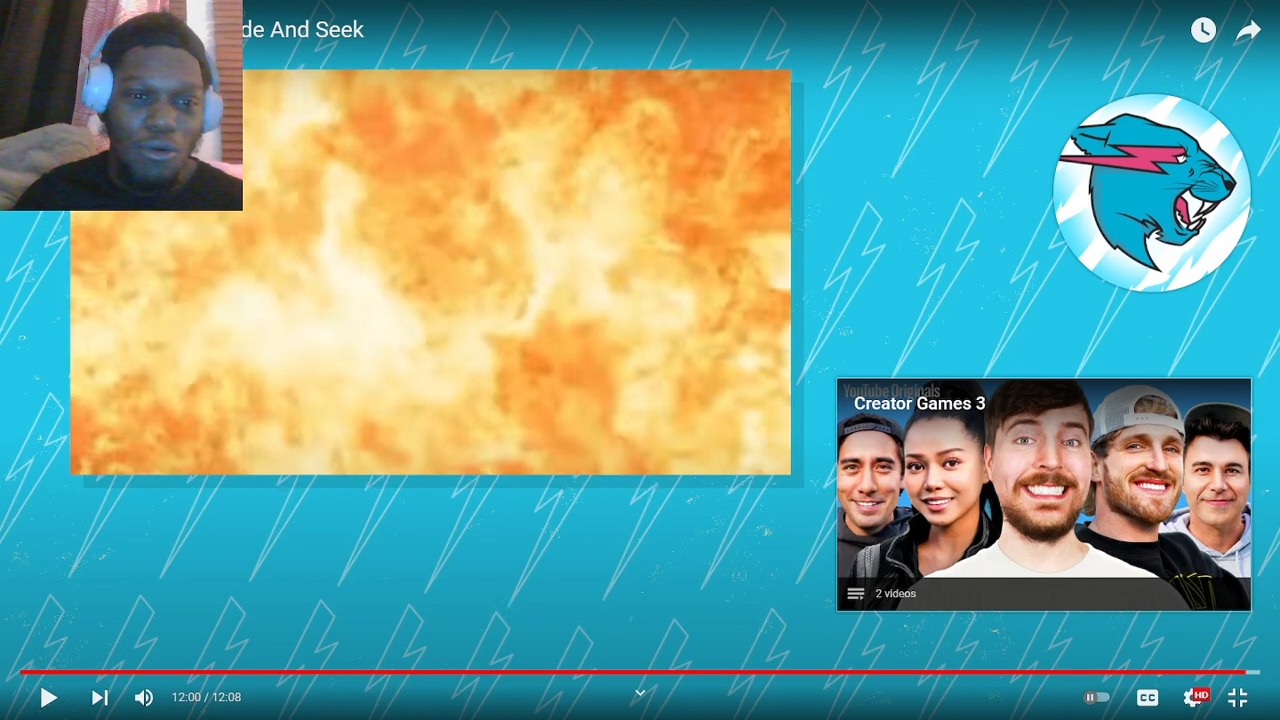 de And Seek
YouTube Originals
Creator Games 3
2 videos
12:00 / 12:08
CC
HD